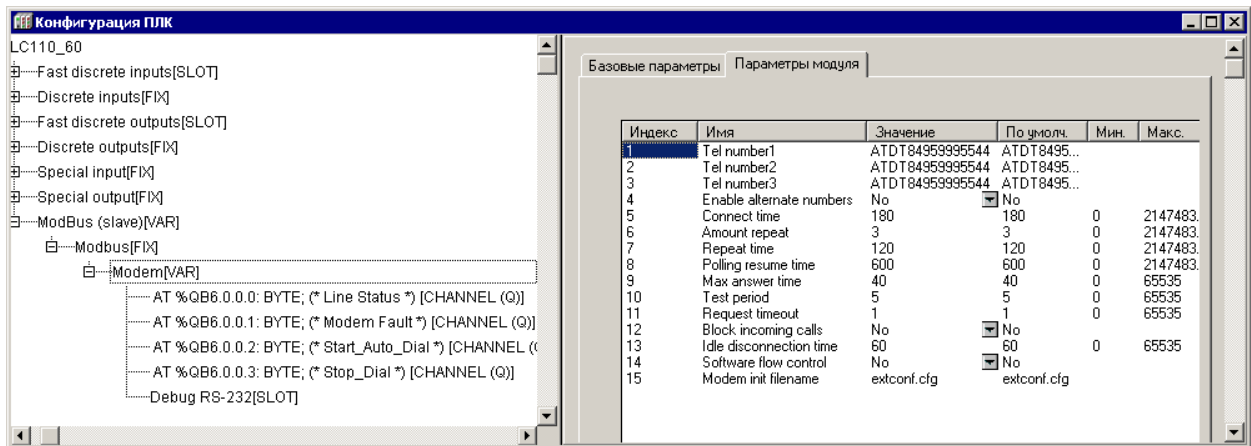 Конфигурация ПЛК
LC110_60
Fast discrete inputs[SLOT]
Discrete inputs[FIX]
Fast discrete outputs[SLOT]
Discrete outputs[FIX]
Special input[FIX]
Special output[FIX]
ModBus (slave)[VAR]
Modbus[FIX]
Modem[VAR]
AT %QB6.0.0.0: BYTE; (* Line Status *) [CHANNEL (Q)]
AT %QB6.0.0.1: BYTE; (* Modem Fault *) [CHANNEL (Q)]
AT %QB6.0.0.2: BYTE; (* Start_Auto_Dial *) [CHANNEL (
AT %QB6.0.0.3: BYTE; (* Stop_Dial *) [CHANNEL (Q)]
Debug RS-232[SLOT]
Базовые параметры Параметры модуля
Индекс Имя Значение По умолч. Мин. Макс.
1 Tel number1 ATDT84959995544 ATDT8495...
2 Tel number2 ATDT84959995544 ATDT8495...
3 Tel number3 ATDT84959995544 ATDT8495...
4 Enable alternate numbers No No
5 Connect time 180 180 0 2147483.
6 Amount repeat 3 3 0 2147483.
7 Repeat time 120 120 0 2147483.
8 Polling resume time 600 600 0 2147483.
9 Max answer time 40 40 0 65535
10 Test period 5 5 0 65535
11 Request timeout 1 1 0 65535
12 Block incoming calls No No
13 Idle disconnection time 60 60 0 65535
14 Software flow control No No
15 Modem init filename extconf.cfg extconf.cfg